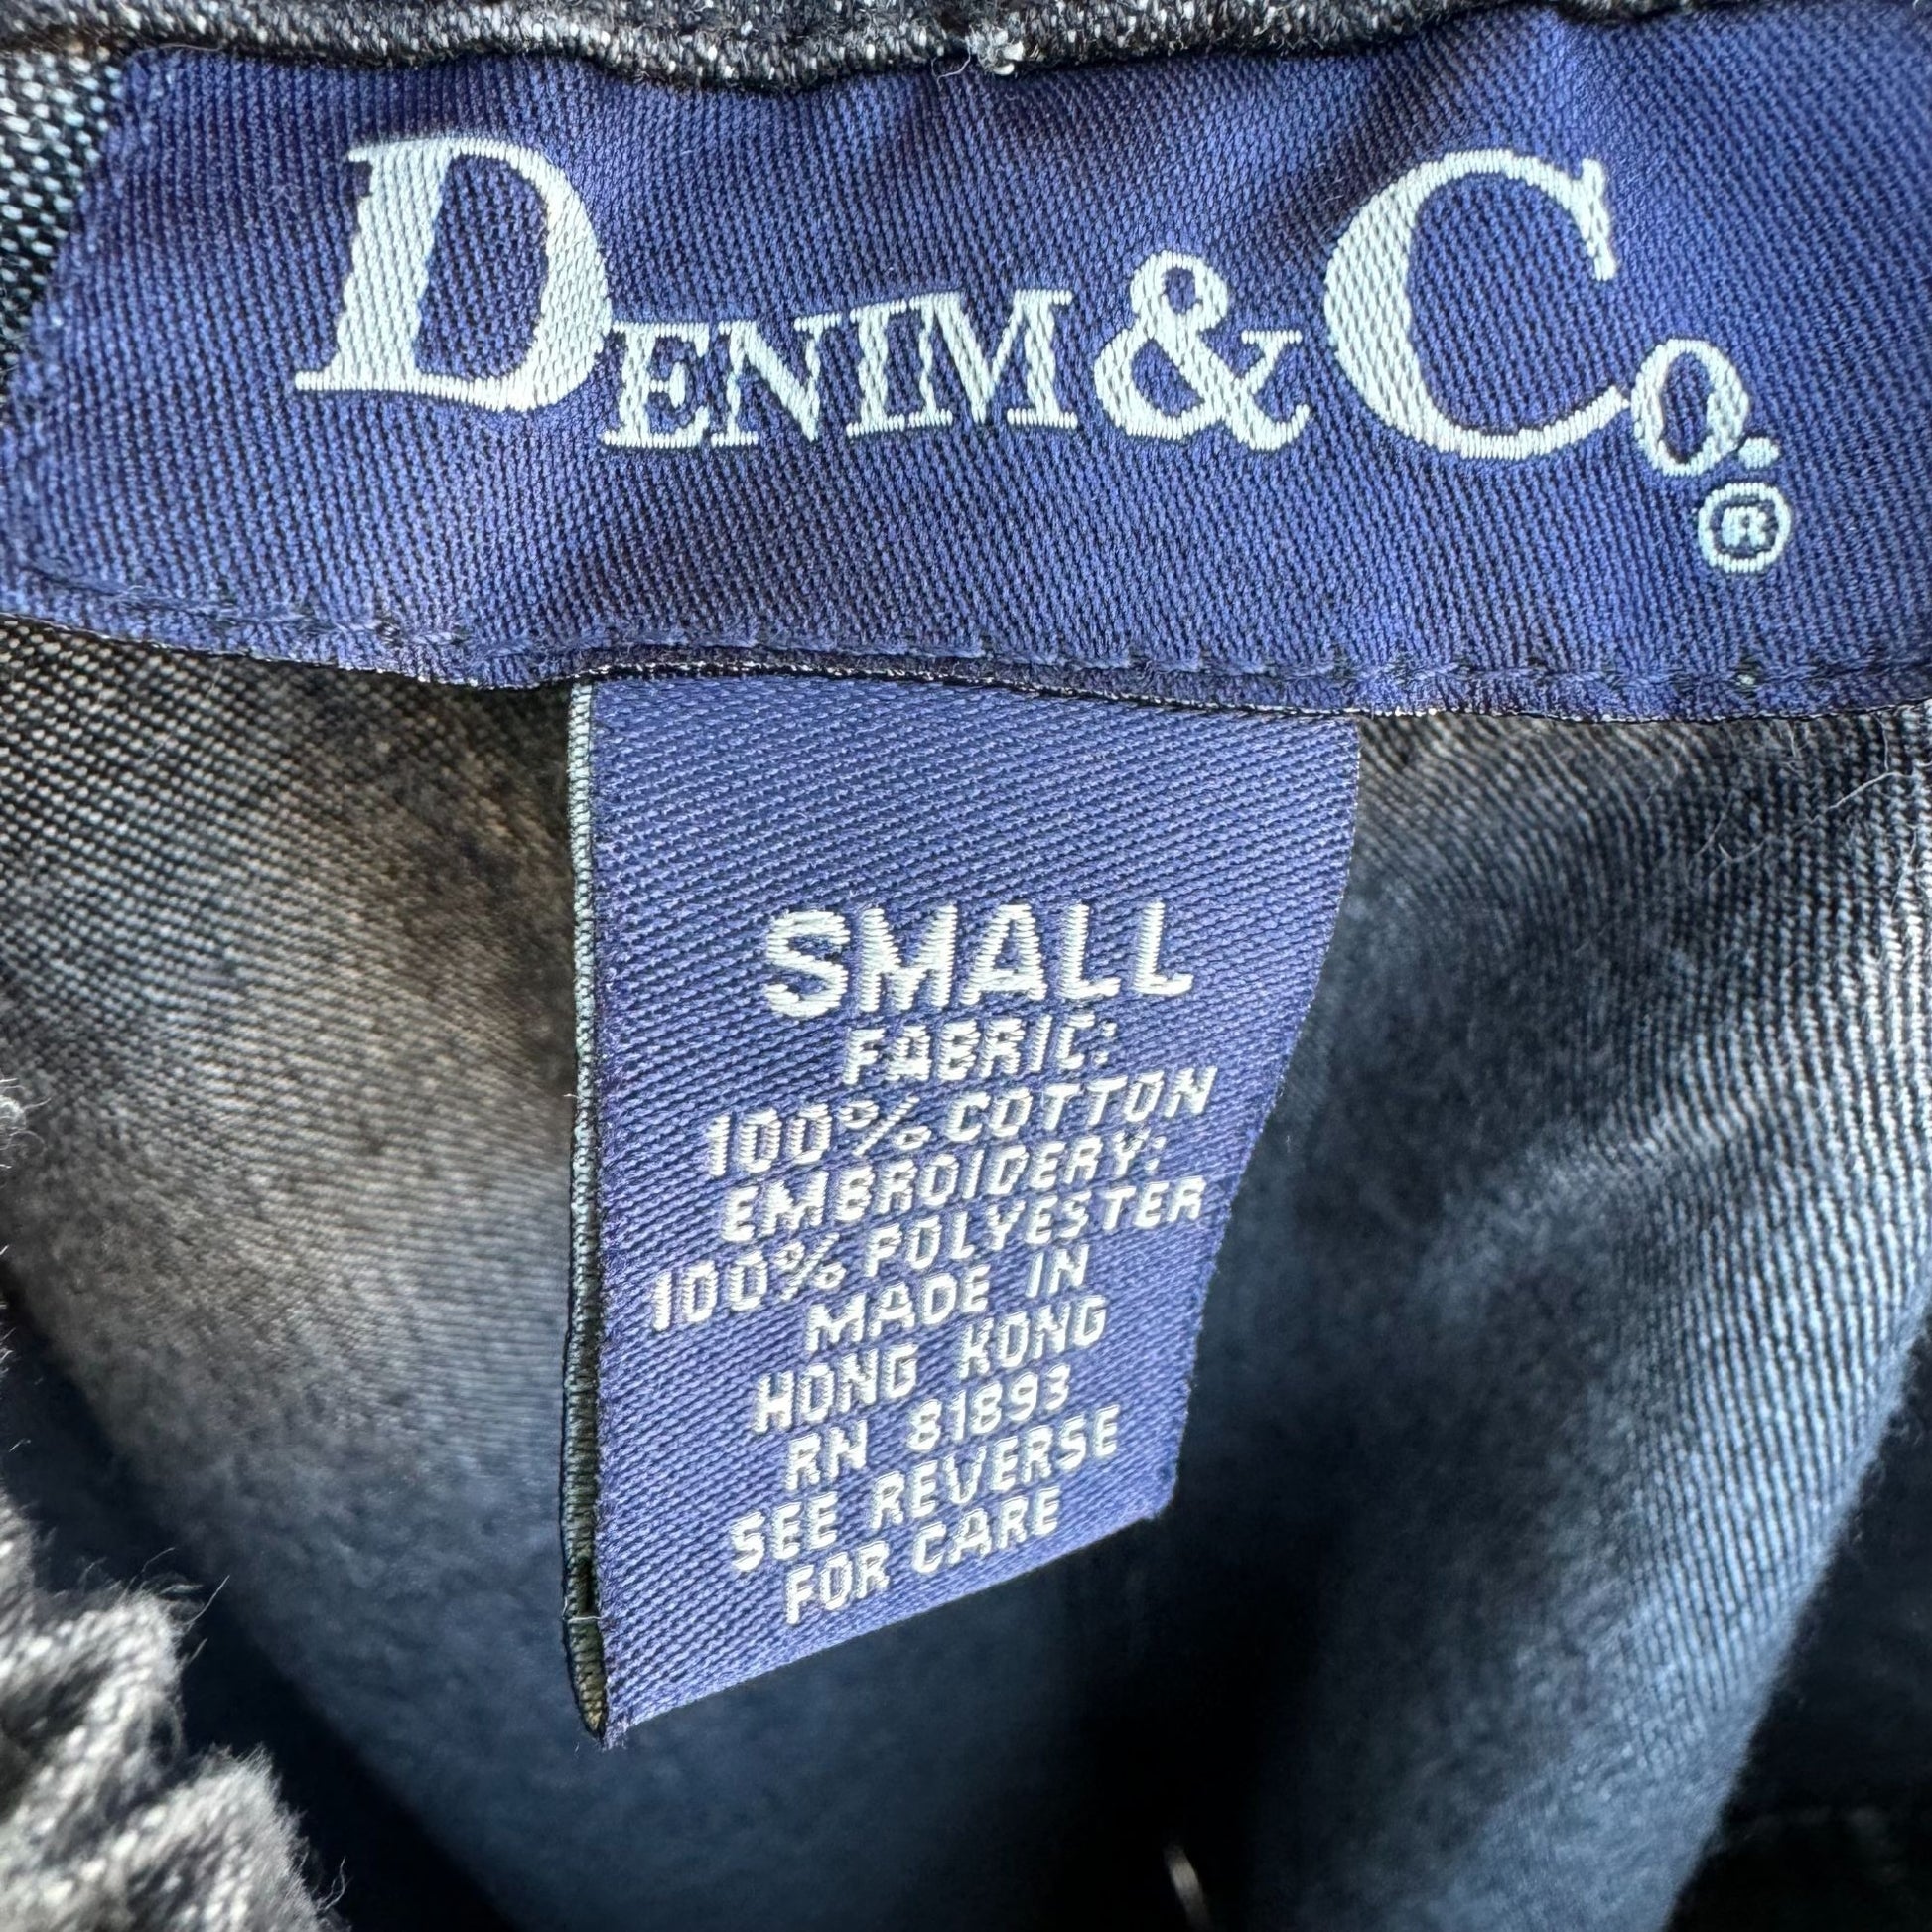 DENIM & CO.®
SMALL
FABRIC:
100% COTTON
EMBROIDERY:
100% POLYESTER
MADE IN
HONG KONG
RN 81893
SEE REVERSE
FOR CARE